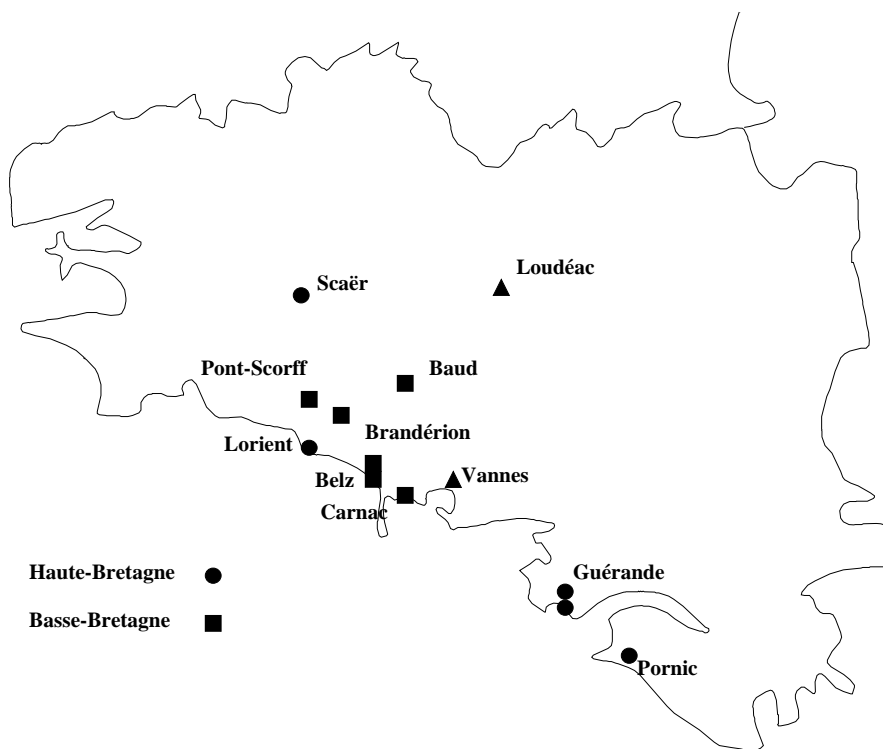 Loudéac
Scaër
Pont-Scorff
Baud
Brandérion
Lorient
Belz
Vannes
Carnac
Haute-Bretagne
Guérande
Basse-Bretagne
Pornic